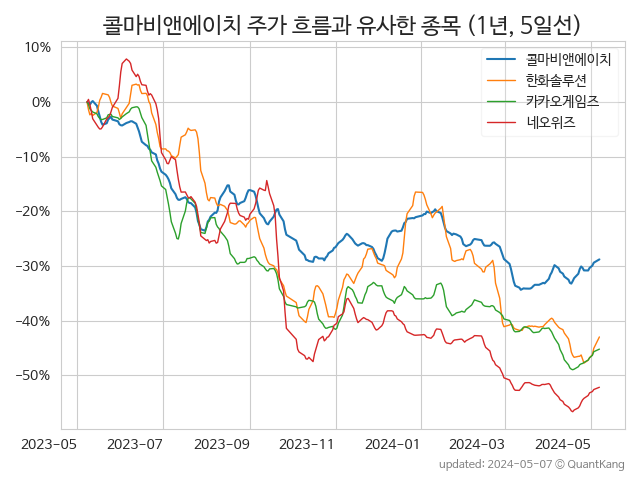 콜마비앤에이치 주가 흐름과 유사한 종목 (1년, 5일선)
10%
0%
−10%
−20%
−30%
−40%
−50%
콜마비앤에이치
한화솔루션
카카오게임즈
네오위즈
2023−05
2023−07
2023−09
2023−11
2024−01
2024−03
2024−05
updated: 2024-05-07 © QuantKang